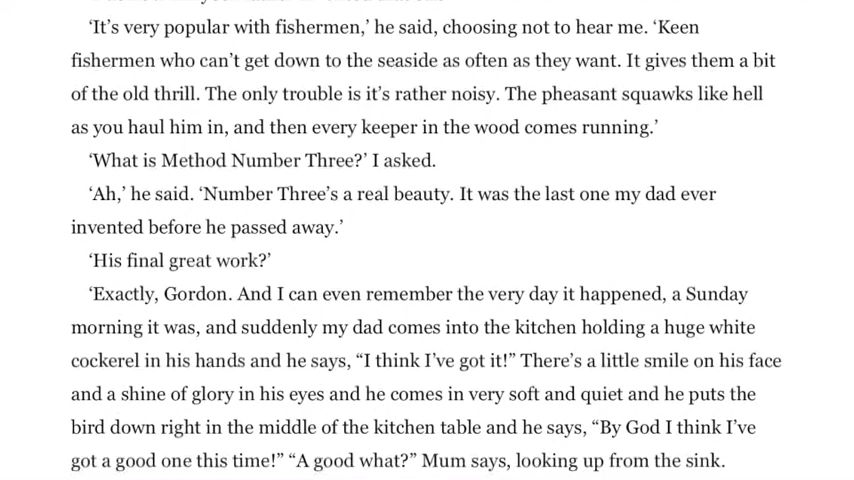 ‘It’s very popular with fishermen,’ he said, choosing not to hear me. ‘Keen
fishermen who can’t get down to the seaside as often as they want. It gives them a bit
of the old thrill. The only trouble is it’s rather noisy. The pheasant squawks like hell
as you haul him in, and then every keeper in the wood comes running.’
‘What is Method Number Three?’ I asked.
‘Ah,’ he said. ‘Number Three’s a real beauty. It was the last one my dad ever
invented before he passed away.’
‘His final great work?’
‘Exactly, Gordon. And I can even remember the very day it happened, a Sunday
morning it was, and suddenly my dad comes into the kitchen holding a huge white
cockerel in his hands and he says, “I think I’ve got it!” There’s a little smile on his face
and a shine of glory in his eyes and he comes in very soft and quiet and he puts the
bird down right in the middle of the kitchen table and he says, “By God I think I’ve
got a good one this time!” “A good what?” Mum says, looking up from the sink.